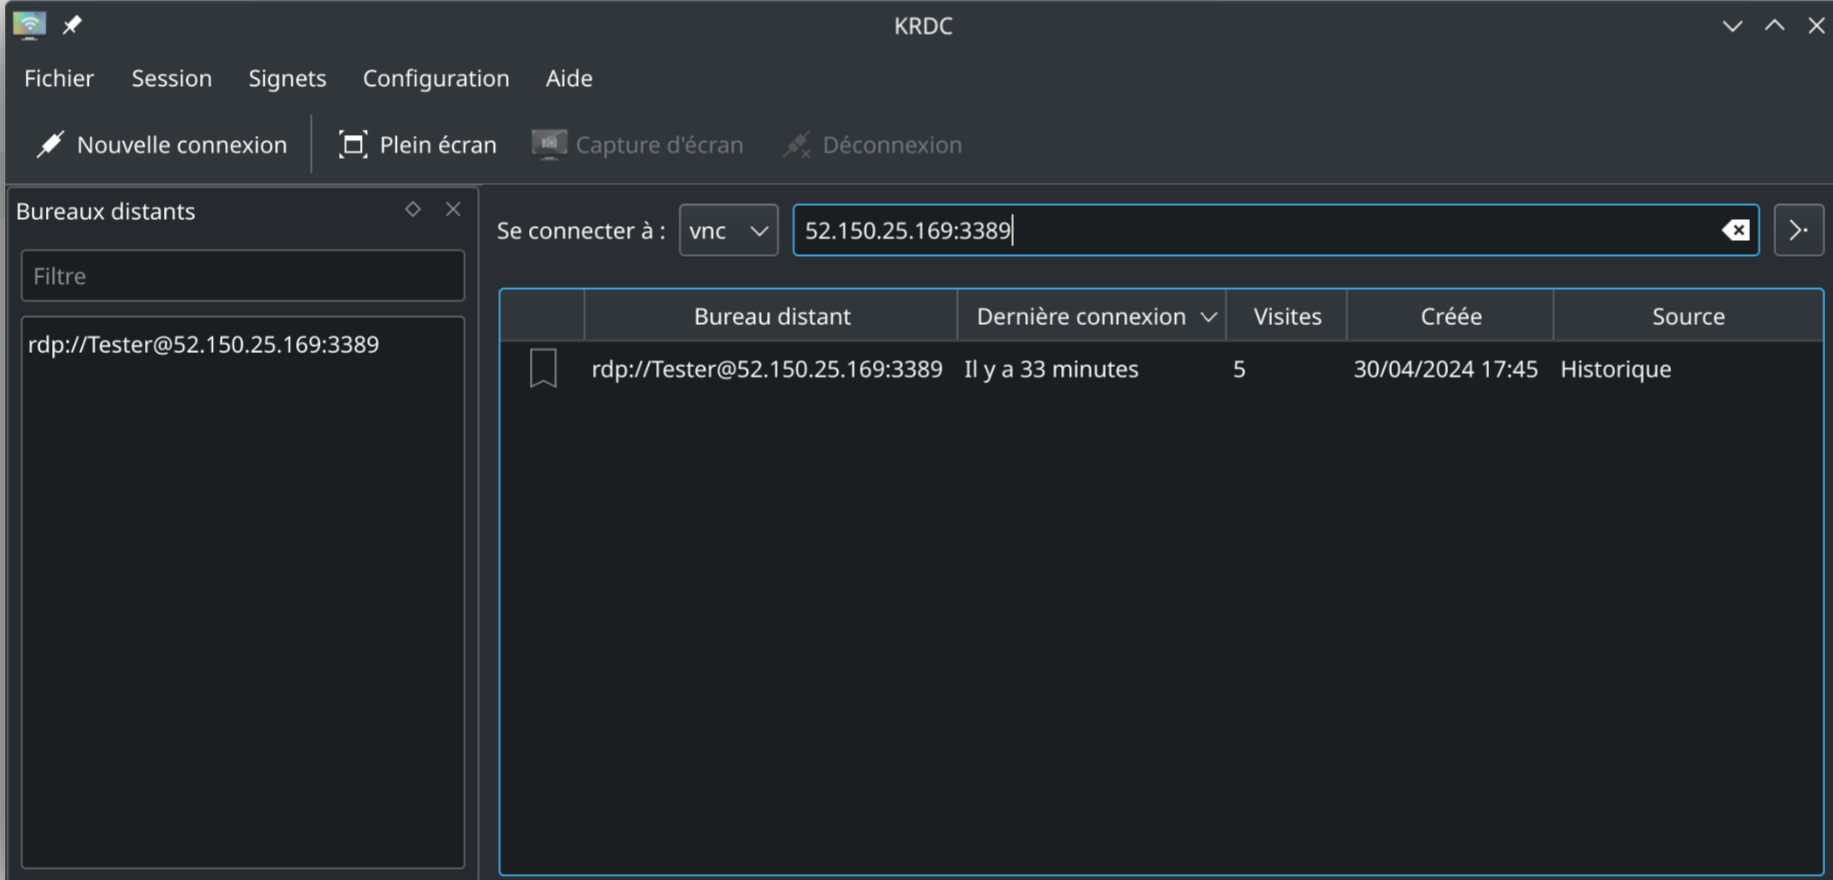 KRDC
Fichier Session Signets Configuration Aide
Nouvelle connexion Plein écran Capture d'écran Déconnexion
Bureaux distants
Filtre
rdp://Tester@52.150.25.169:3389
Se connecter à : vnc 52.150.25.169:3389
Bureau distant Dernière connexion Visites Créée Source
rdp://Tester@52.150.25.169:3389 Il y a 33 minutes 5 30/04/2024 17:45 Historique